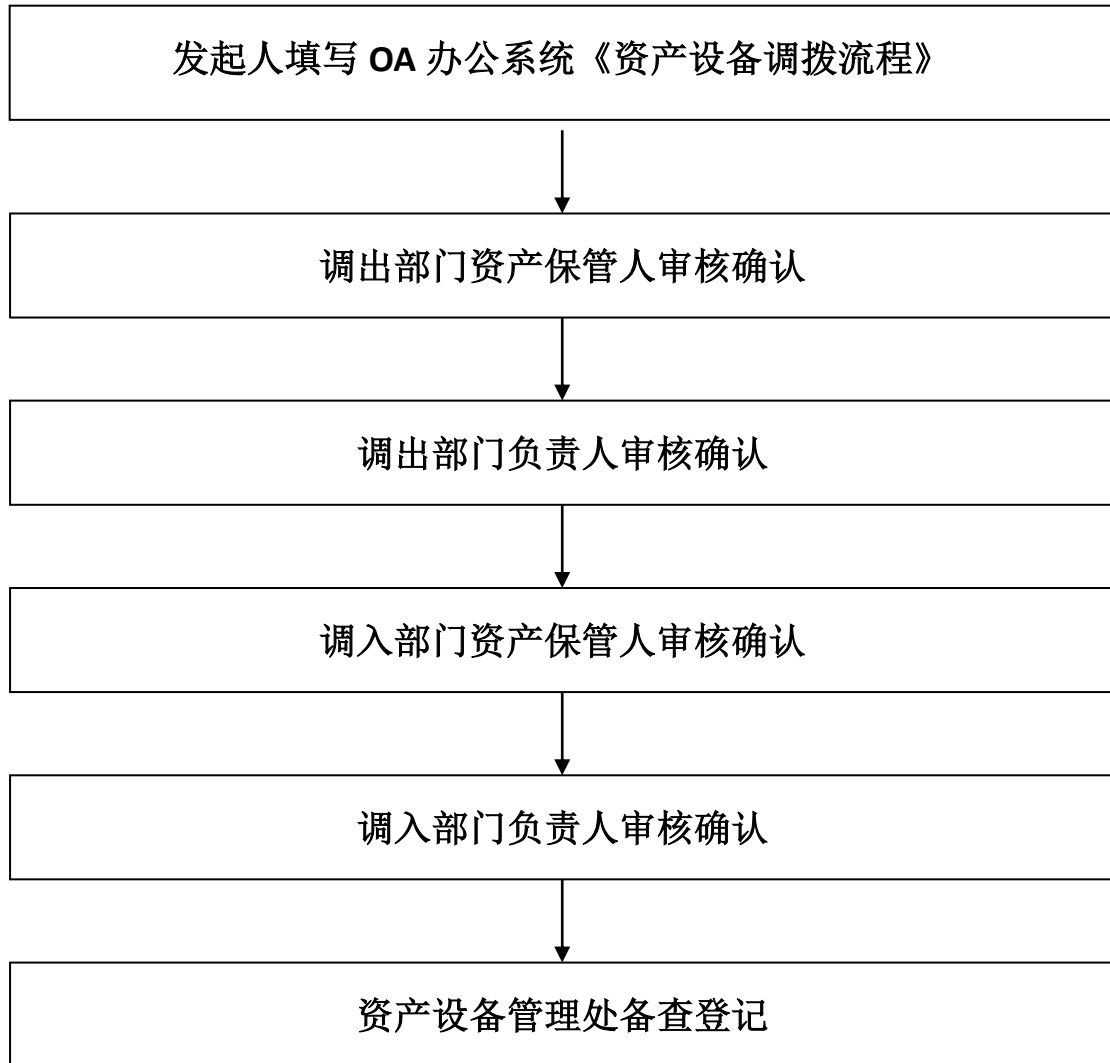 发起人填写 OA 办公系统《资产设备调拨流程》
调出部门资产保管人审核确认
调出部门负责人审核确认
调入部门资产保管人审核确认
调入部门负责人审核确认
资产设备管理处备查登记